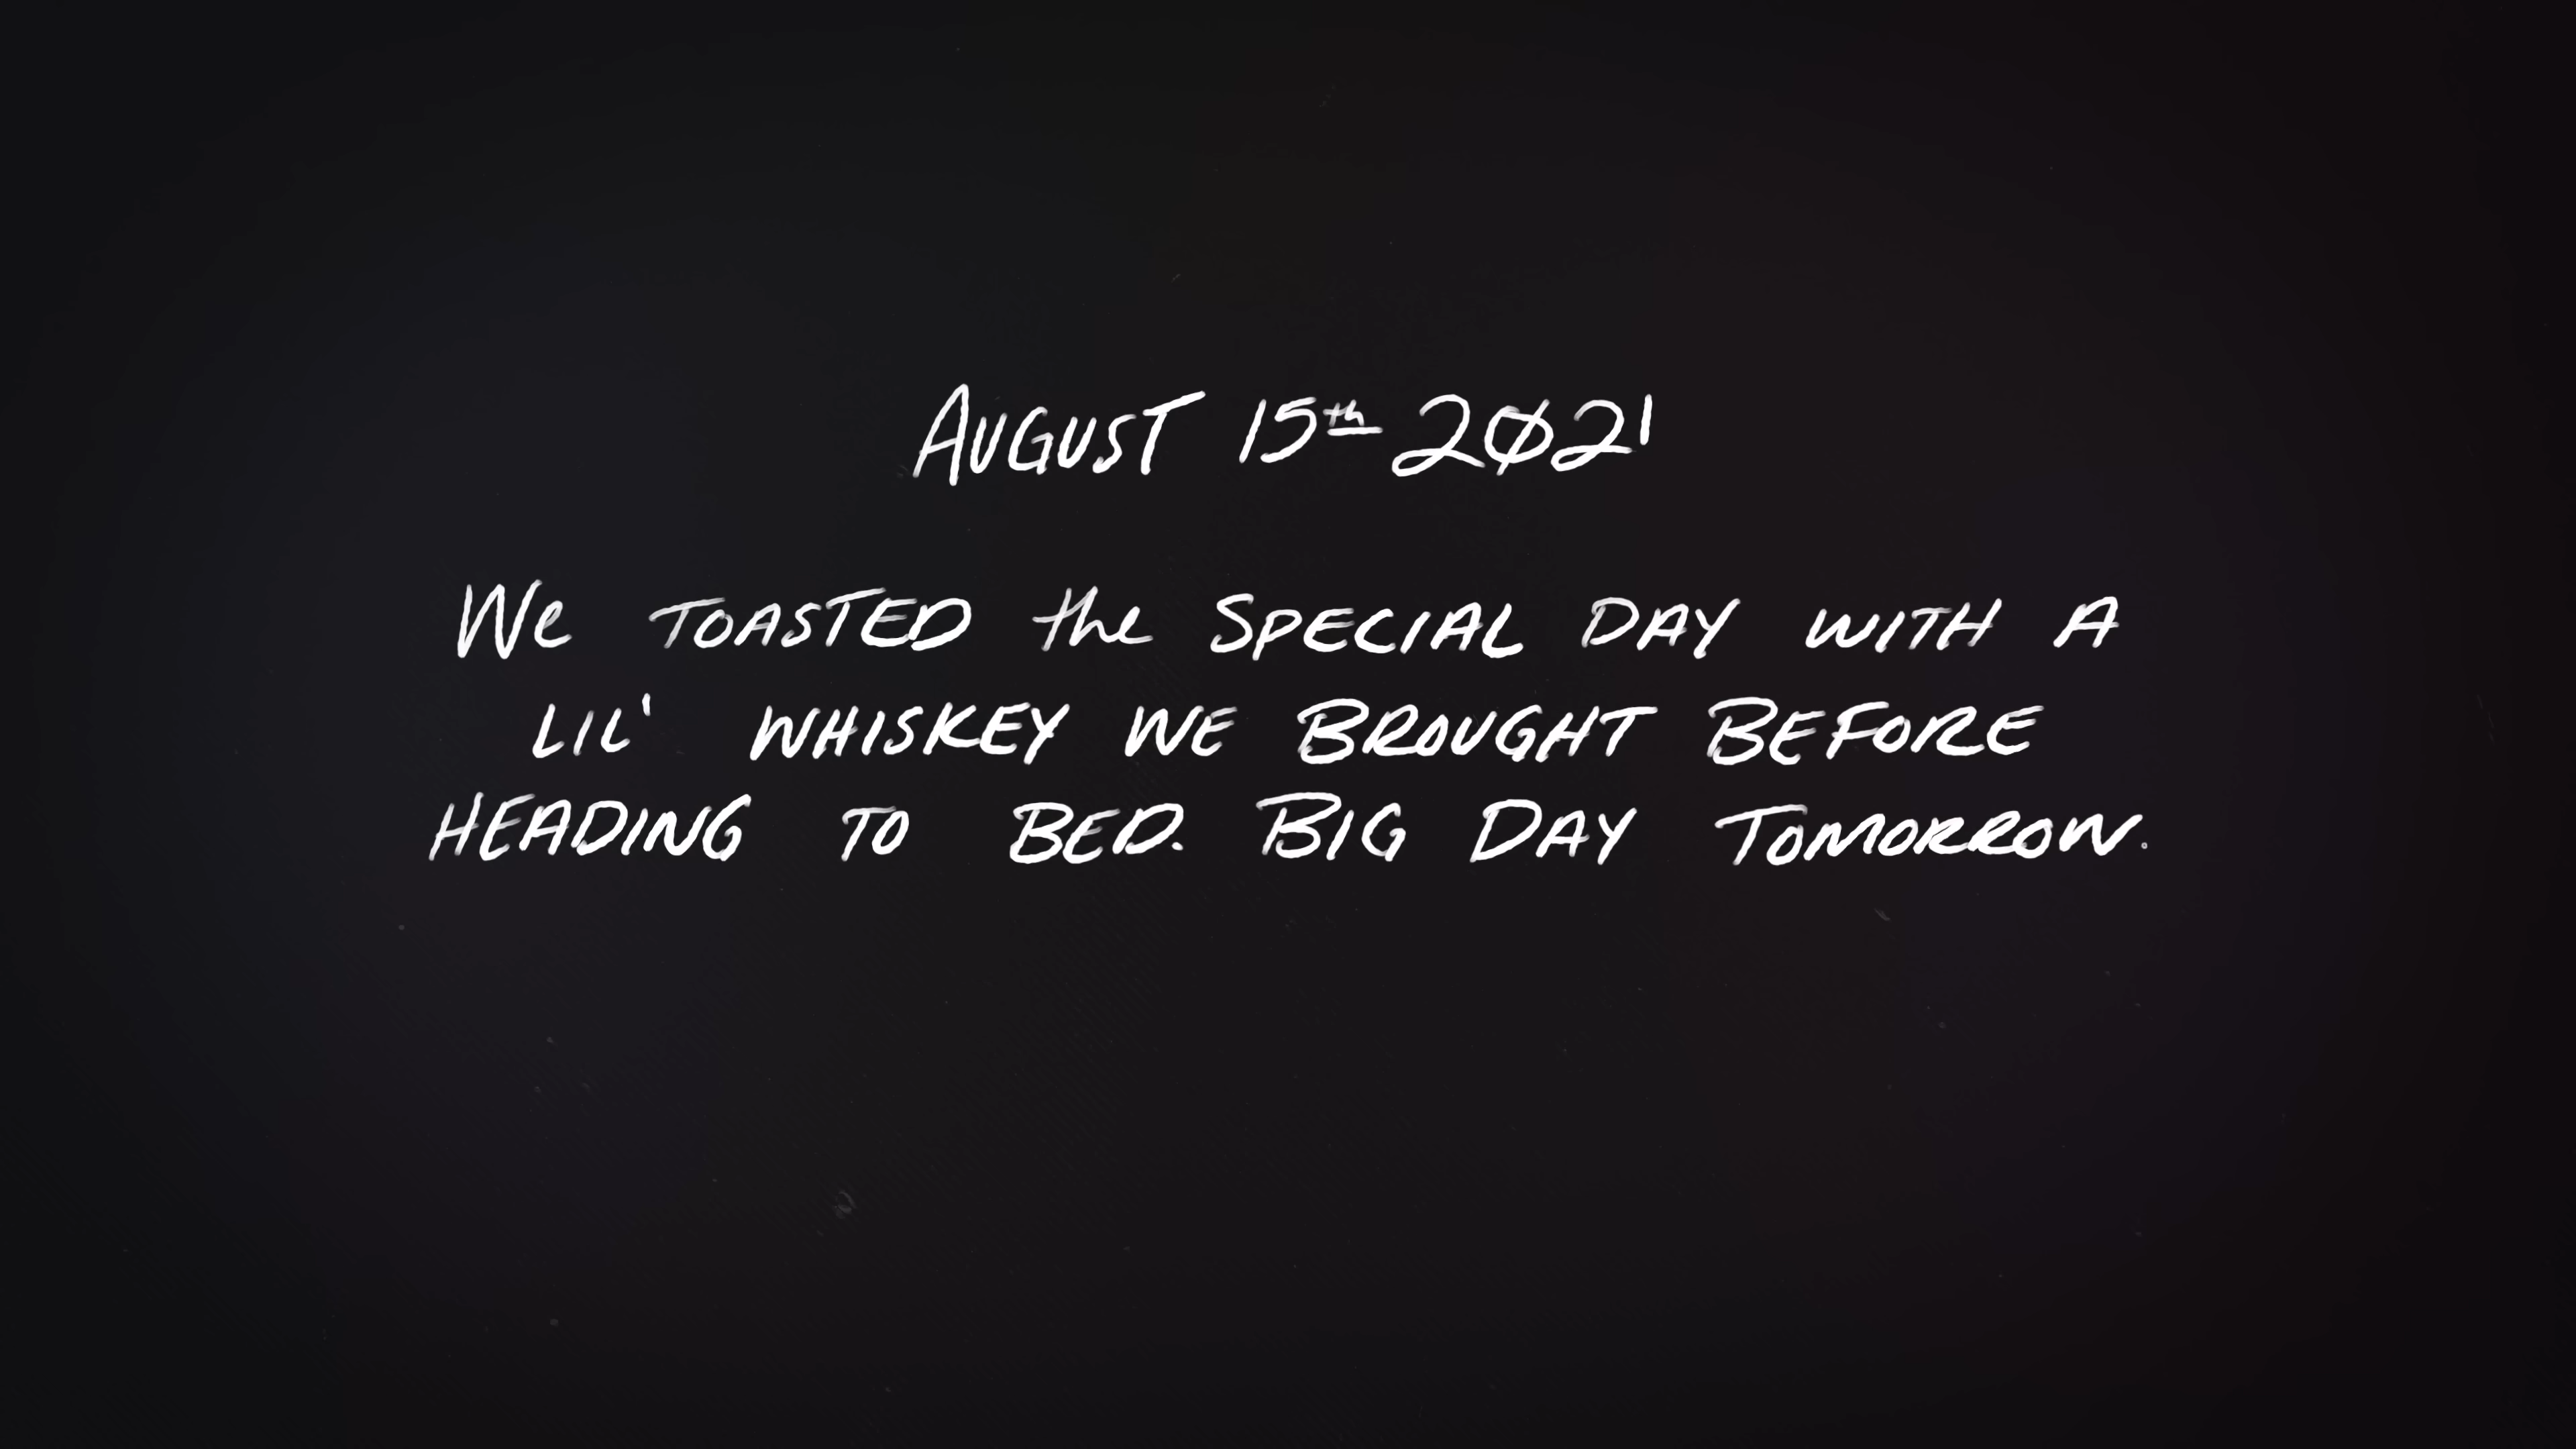 AUGUST 15th 2021
We TOASTED the SPECIAL DAY WITH A
LIL' WHISKEY WE BROUGHT BEFORE
HEADING TO BED. BIG DAY TOMORROW.